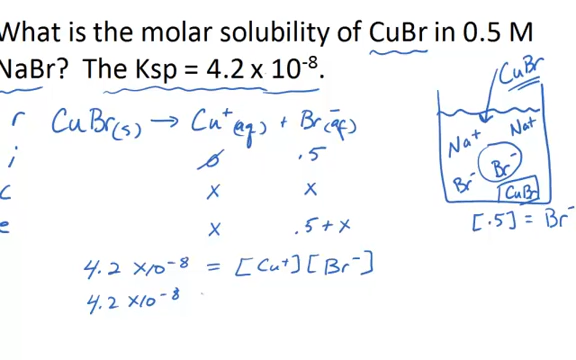 What is the molar solubility of CuBr in 0.5 M
NaBr? The Ksp = 4.2 x 10⁻⁸.
CuBr
r CuBr(s) → Cu⁺(aq) + Br⁻(aq)
Na⁺ Na⁺
i 0 .5
Br⁻ Br⁻
c x x
CuBr
e x .5 + x
[.5] = Br⁻
4.2 x10⁻⁸ = [Cu⁺][Br⁻]
4.2 x10⁻⁸